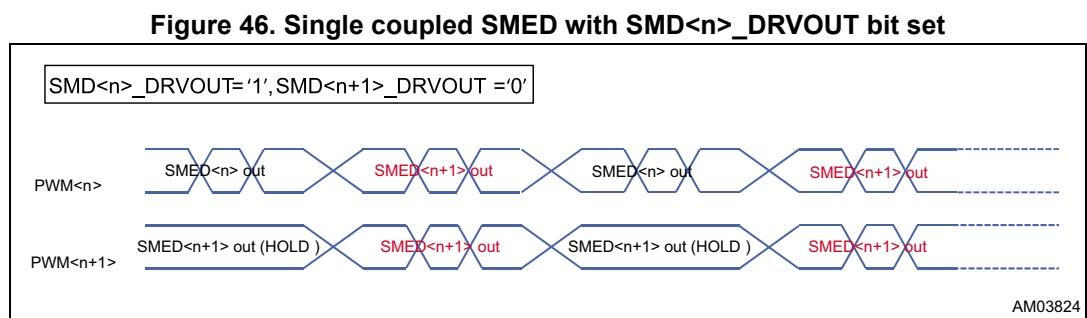 Figure 46. Single coupled SMED with SMD<n>_DRVOUT bit set
SMD<n>_DRVOUT= ‘1’, SMD<n+1>_DRVOUT =‘0’
PWM<n> SMED<n> out SMED<n+1> out SMED<n> out SMED<n+1> out
PWM<n+1> SMED<n+1> out (HOLD ) SMED<n+1> out SMED<n+1> out (HOLD ) SMED<n+1> out
AM03824